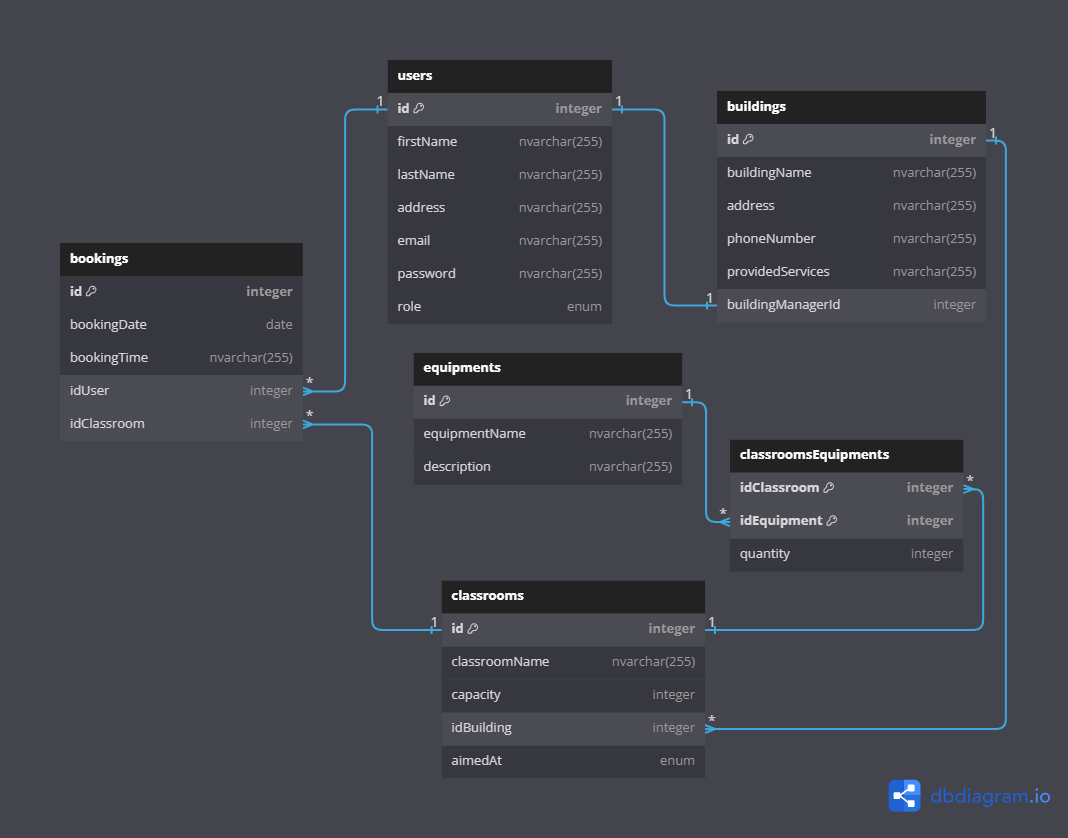 users
1 id integer 1
firstName nvarchar(255)
lastName nvarchar(255)
address nvarchar(255)
email nvarchar(255)
password nvarchar(255)
role enum
buildings
id integer 1
buildingName nvarchar(255)
address nvarchar(255)
phoneNumber nvarchar(255)
providedServices nvarchar(255)
1 buildingManagerId integer
bookings
id integer
bookingDate date
bookingTime nvarchar(255)
idUser integer *
idClassroom integer *
equipments
id integer 1
equipmentName nvarchar(255)
description nvarchar(255)
classroomsEquipments
idClassroom integer *
* idEquipment integer
quantity integer
classrooms
1 id integer 1
classroomName nvarchar(255)
capacity integer
idBuilding integer *
aimedAt enum
dbdiagram.io